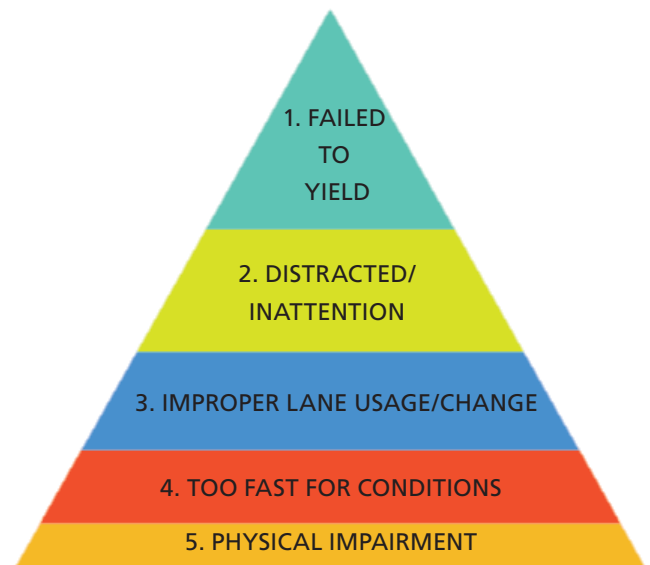 1. FAILED
TO
YIELD
2. DISTRACTED/
INATTENTION
3. IMPROPER LANE USAGE/CHANGE
4. TOO FAST FOR CONDITIONS
5. PHYSICAL IMPAIRMENT